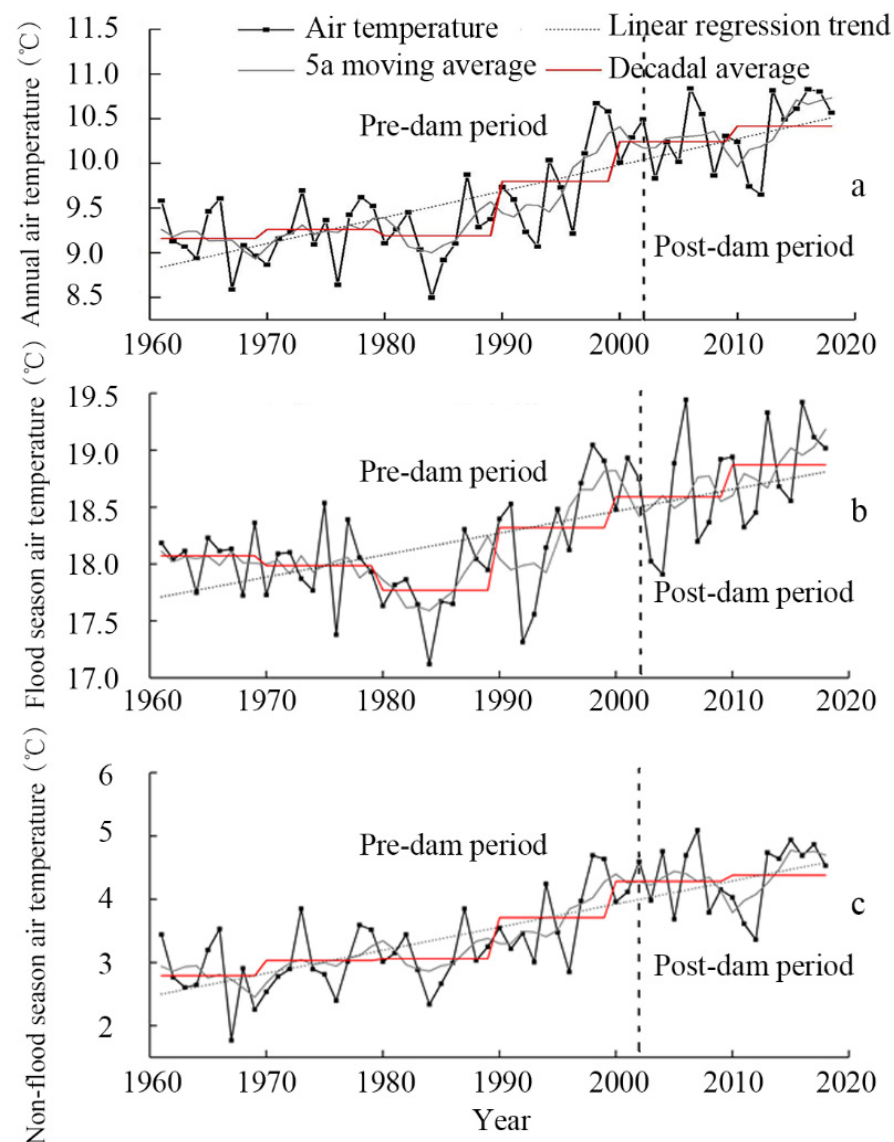 Air temperature
Linear regression trend
5a moving average
Decadal average
Annual air temperature (℃)
11.5
11.0
10.5
10.0
9.5
9.0
8.5
Pre-dam period
Post-dam period
a
1960 1970 1980 1990 2000 2010 2020
Flood season air temperature (℃)
19.5
19.0
18.5
18.0
17.5
17.0
Pre-dam period
Post-dam period
b
1960 1970 1980 1990 2000 2010 2020
Non-flood season air temperature (℃)
6
5
4
3
2
Pre-dam period
Post-dam period
c
1960 1970 1980 1990 2000 2010 2020
Year